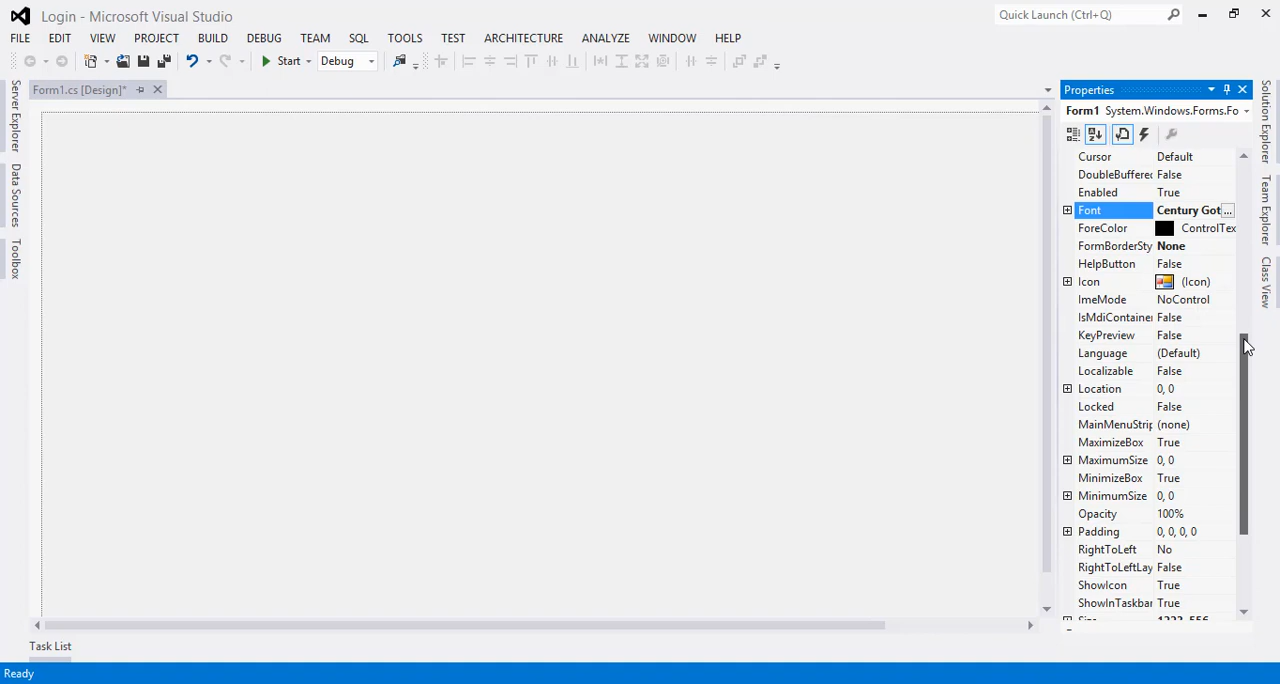 Login - Microsoft Visual Studio
Quick Launch (Ctrl+Q)
FILE EDIT VIEW PROJECT BUILD DEBUG TEAM SQL TOOLS TEST ARCHITECTURE ANALYZE WINDOW HELP
Start Debug
Server Explorer
Data Sources
Toolbox
Form1.cs [Design]*
Properties
Form1 System.Windows.Forms.Fo
Cursor Default
DoubleBuffered False
Enabled True
Font Century Got ...
ForeColor ControlTex
FormBorderSty None
HelpButton False
Icon (Icon)
ImeMode NoControl
IsMdiContainer False
KeyPreview False
Language (Default)
Localizable False
Location 0, 0
Locked False
MainMenuStrip (none)
MaximizeBox True
MaximumSize 0, 0
MinimizeBox True
MinimumSize 0, 0
Opacity 100%
Padding 0, 0, 0, 0
RightToLeft No
RightToLeftLay False
ShowIcon True
ShowInTaskbar True
Size 1222, 556
Solution Explorer
Team Explorer
Class View
Task List
Ready